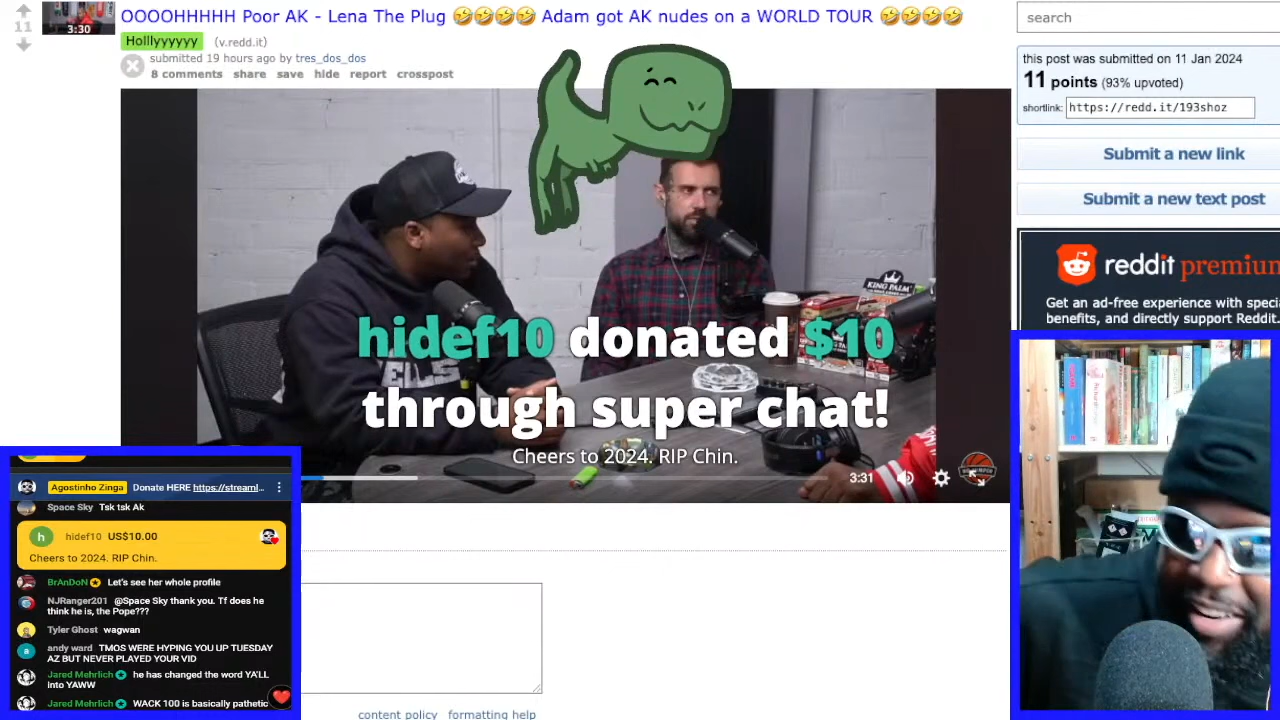 11
3:30
OOOOHHHHH Poor AK - Lena The Plug 🤣🤣🤣🤣 Adam got AK nudes on a WORLD TOUR 🤣🤣🤣🤣
Holllyyyyyy (v.redd.it)
submitted 19 hours ago by tres_dos_dos
8 comments share save hide report crosspost
search
this post was submitted on 11 Jan 2024
11 points (93% upvoted)
shortlink: https://redd.it/193shoz
Submit a new link
Submit a new text post
reddit premium
Get an ad-free experience with speci
benefits, and directly support Reddit.
KING PALM
hidef10 donated $10
through super chat!
Cheers to 2024. RIP Chin.
3:31
Agostinho Zinga Donate HERE https://streaml...
Space Sky Tsk tsk Ak
h hidef10 US$10.00
Cheers to 2024. RIP Chin.
BrAnDoN Let's see her whole profile
NJRanger201 @Space Sky thank you. Tf does he
think he is, the Pope???
Tyler Ghost wagwan
a andy ward TMOS WERE HYPING YOU UP TUESDAY
AZ BUT NEVER PLAYED YOUR VID
Jared Mehrlich he has changed the word YA'LL
into YAWW
Jared Mehrlich WACK 100 is basically pathetic
content policy formatting help